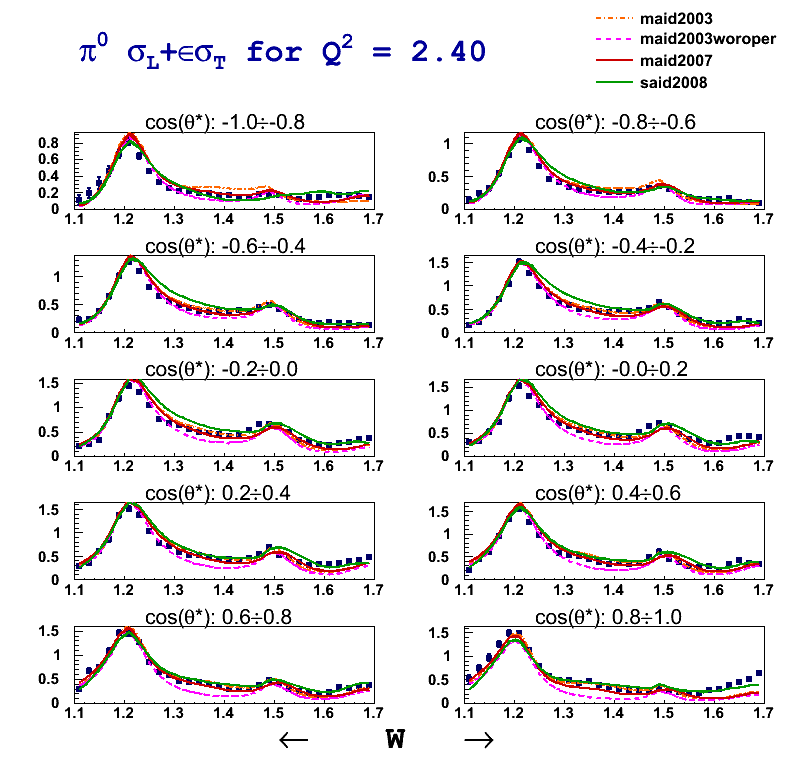 π⁰ σL+∈σT for Q² = 2.40
maid2003
maid2003woroper
maid2007
said2008
cos(θ*): -1.0÷-0.8
0.8
0.6
0.4
0.2
0
1.1 1.2 1.3 1.4 1.5 1.6 1.7
cos(θ*): -0.8÷-0.6
1
0.5
0
1.1 1.2 1.3 1.4 1.5 1.6 1.7
cos(θ*): -0.6÷-0.4
1
0.5
0
1.1 1.2 1.3 1.4 1.5 1.6 1.7
cos(θ*): -0.4÷-0.2
1.5
1
0.5
0
1.1 1.2 1.3 1.4 1.5 1.6 1.7
cos(θ*): -0.2÷0.0
1.5
1
0.5
0
1.1 1.2 1.3 1.4 1.5 1.6 1.7
cos(θ*): -0.0÷0.2
1.5
1
0.5
0
1.1 1.2 1.3 1.4 1.5 1.6 1.7
cos(θ*): 0.2÷0.4
1.5
1
0.5
0
1.1 1.2 1.3 1.4 1.5 1.6 1.7
cos(θ*): 0.4÷0.6
1.5
1
0.5
0
1.1 1.2 1.3 1.4 1.5 1.6 1.7
cos(θ*): 0.6÷0.8
1.5
1
0.5
0
1.1 1.2 1.3 1.4 1.5 1.6 1.7
cos(θ*): 0.8÷1.0
1.5
1
0.5
0
1.1 1.2 1.3 1.4 1.5 1.6 1.7
← W →